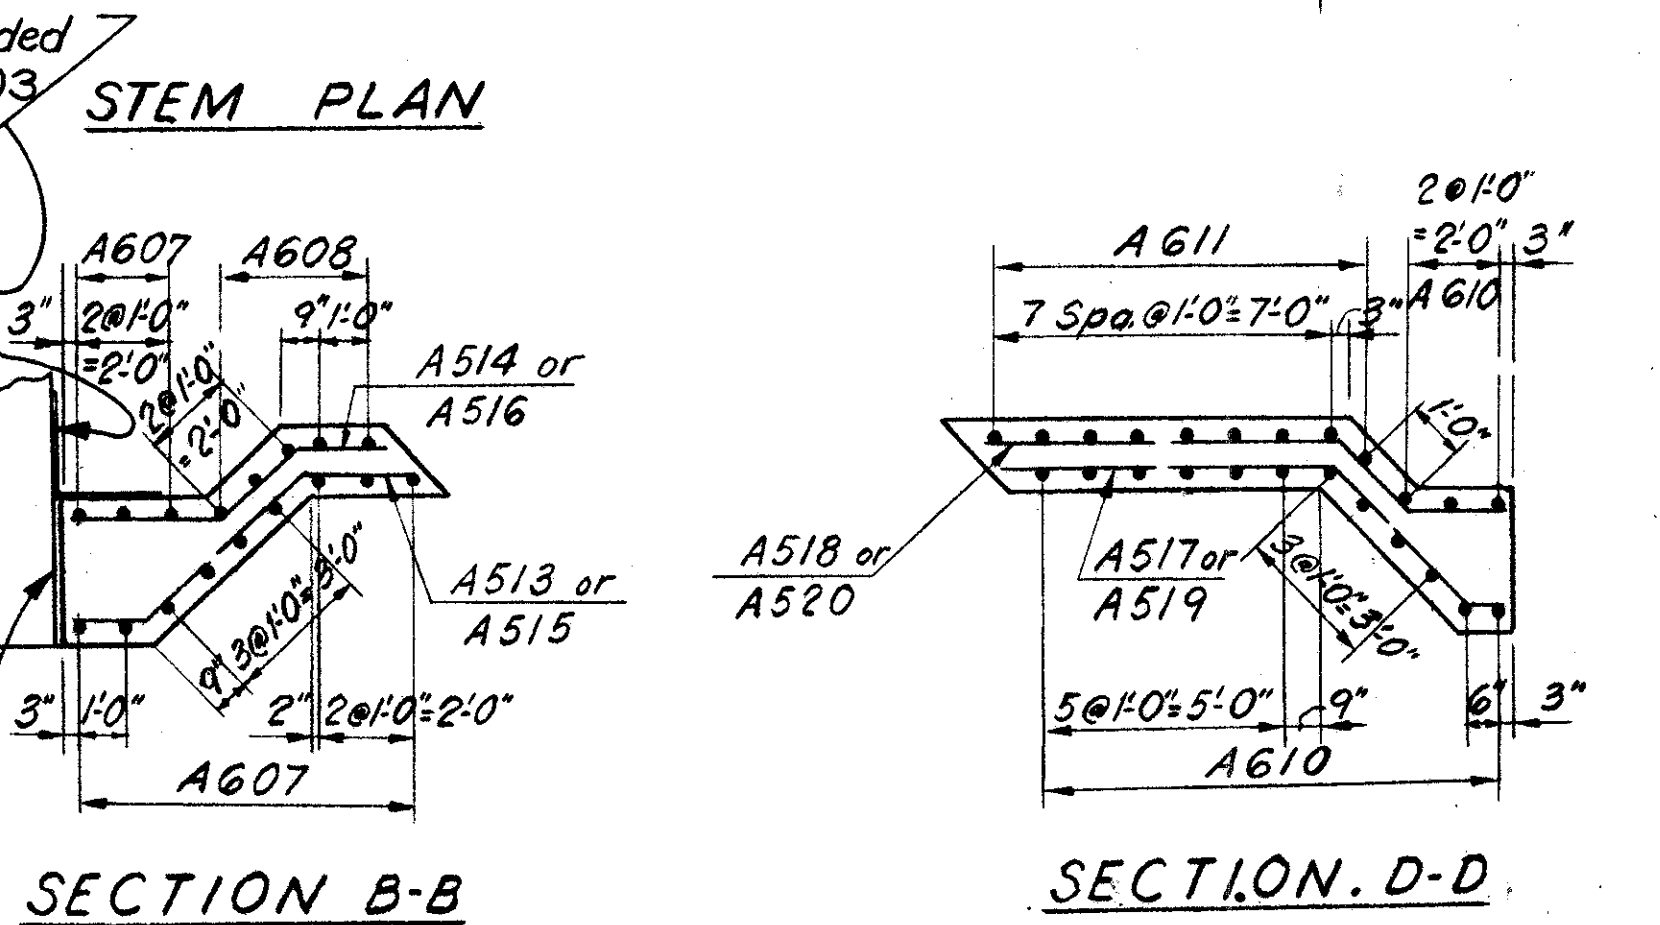 ded
03
STEM PLAN
A607 A608
3" 2@1'-0" =2'-0"
9" 1'-0"
2@1'-0" = 2'-0"
A514 or
A516
A513 or
A515
9" 3@1'-0"=3'-0"
3" 1'-0" 2" 2@1'-0"=2'-0"
A607
SECTION B-B
2@1'-0"
=2'-0" 3"
A611
A610
7 Spa.@1'-0"=7'-0" 3"
1'-0"
A518 or
A520
A517 or
A519
3@1'-0"=3'-0"
5@1'-0"=5'-0" 9" 6" 3"
A610
SECTION D-D